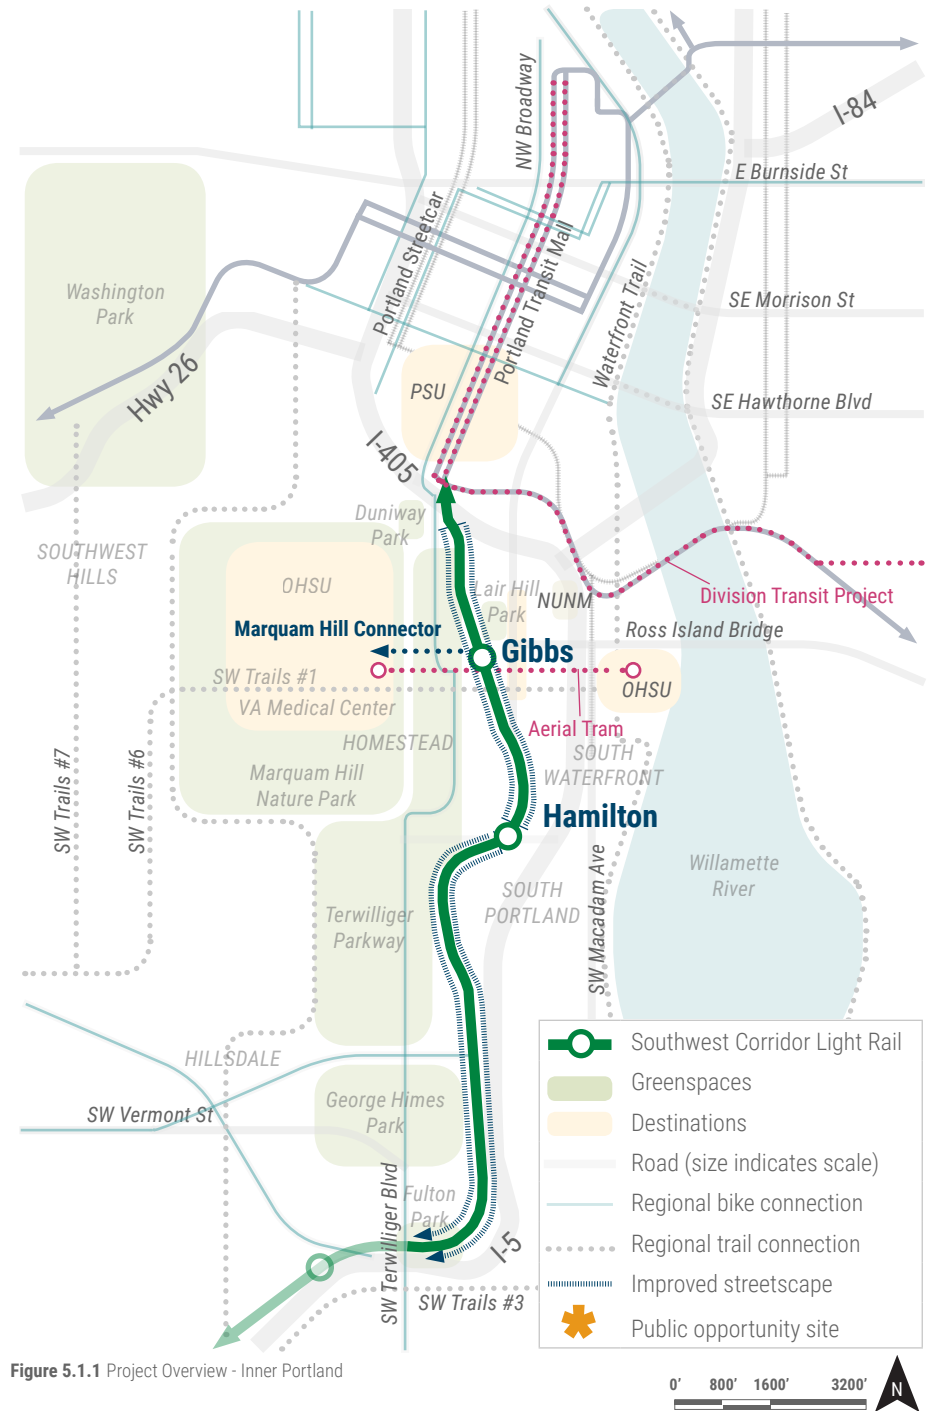 NW Broadway
I-84
E Burnside St
Portland Streetcar
Portland Transit Mall
Waterfront Trail
Washington
Park
SE Morrison St
Hwy 26
PSU
SE Hawthorne Blvd
I-405
Duniway
Park
SOUTHWEST
HILLS
OHSU
Lair Hill
Park
NUNM
Division Transit Project
Marquam Hill Connector
Gibbs
Ross Island Bridge
SW Trails #1
OHSU
VA Medical Center
Aerial Tram
HOMESTEAD
SOUTH
WATERFRONT
SW Trails #7
SW Trails #6
Marquam Hill
Nature Park
Hamilton
Willamette
River
SOUTH
PORTLAND
SW Macadam Ave
Terwilliger
Parkway
HILLSDALE
SW Vermont St
George Himes
Park
SW Terwilliger Blvd
Fulton
Park
I-5
SW Trails #3
Southwest Corridor Light Rail
Greenspaces
Destinations
Road (size indicates scale)
Regional bike connection
Regional trail connection
Improved streetscape
Public opportunity site
Figure 5.1.1 Project Overview - Inner Portland
0' 800' 1600' 3200'
N